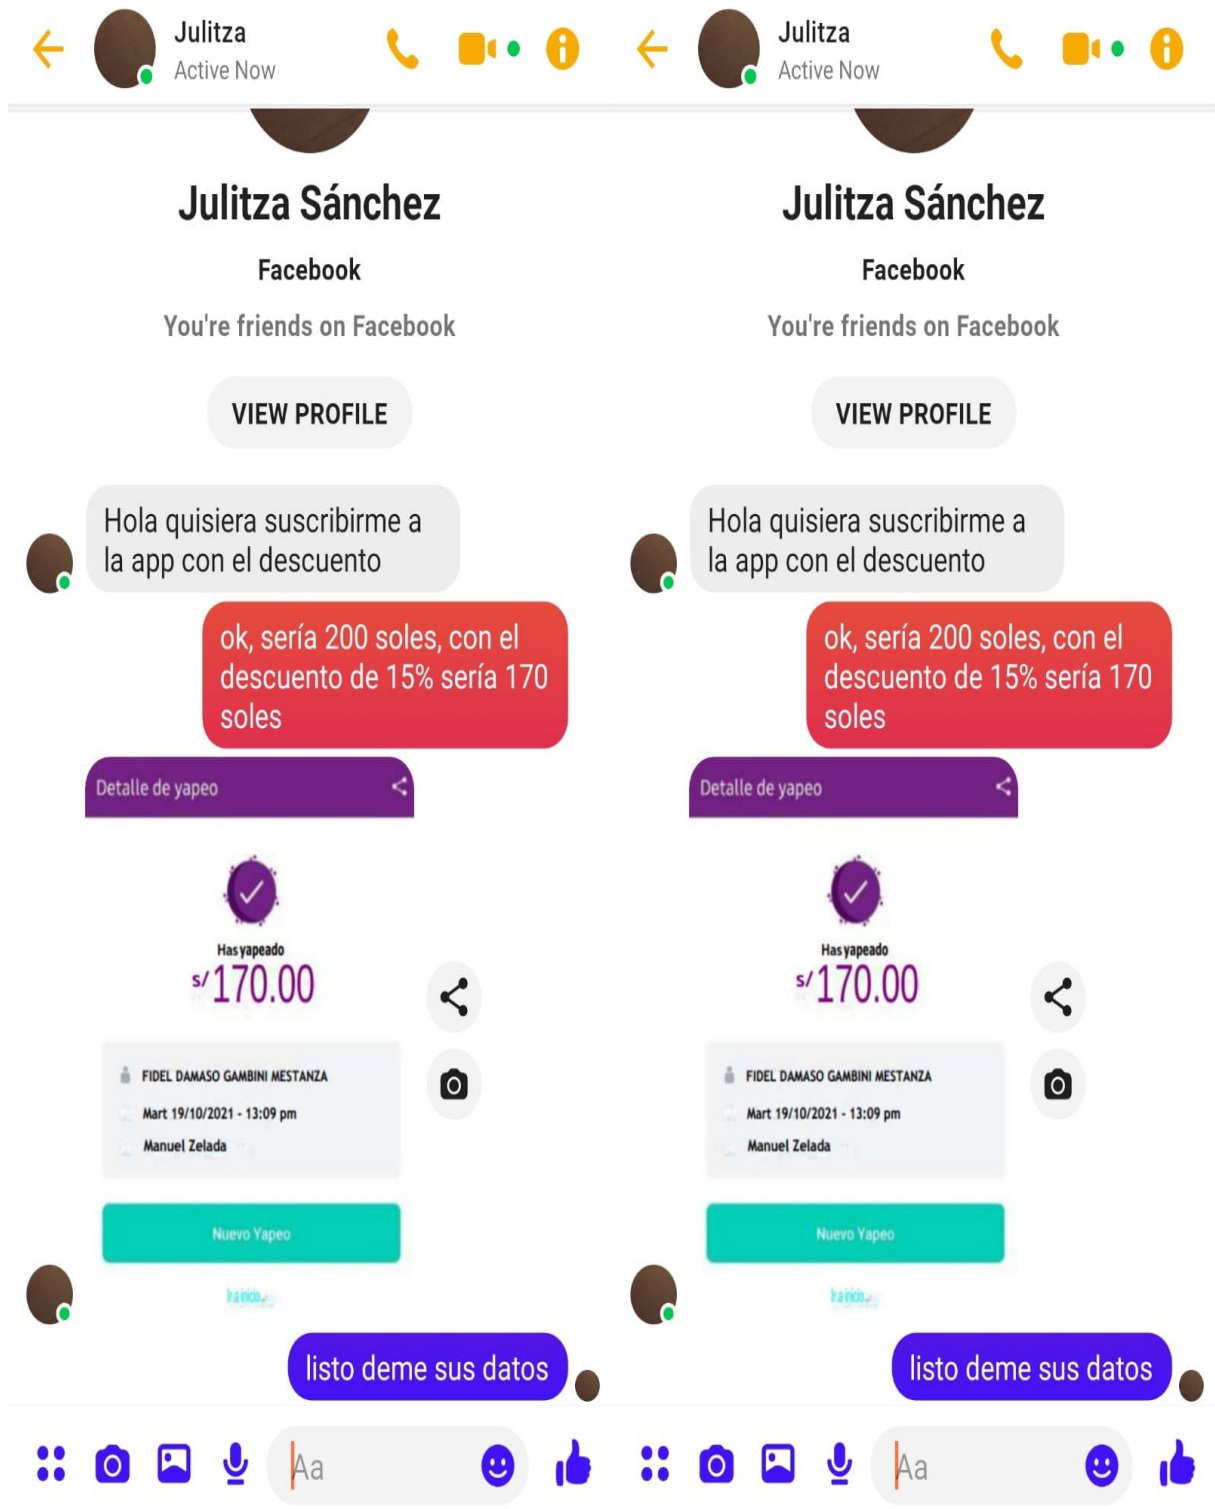 Julitza
Active Now
Julitza Sánchez
Facebook
You're friends on Facebook
VIEW PROFILE
Hola quisiera suscribirme a
la app con el descuento
ok, sería 200 soles, con el
descuento de 15% sería 170
soles
Detalle de yapeo
Has yapeado
s/170.00
FIDEL DAMASO GAMBINI MESTANZA
Mart 19/10/2021 - 13:09 pm
Manuel Zelada
Nuevo Yapeo
Ir a inicio
listo deme sus datos
Aa
Julitza
Active Now
Julitza Sánchez
Facebook
You're friends on Facebook
VIEW PROFILE
Hola quisiera suscribirme a
la app con el descuento
ok, sería 200 soles, con el
descuento de 15% sería 170
soles
Detalle de yapeo
Has yapeado
s/170.00
FIDEL DAMASO GAMBINI MESTANZA
Mart 19/10/2021 - 13:09 pm
Manuel Zelada
Nuevo Yapeo
Ir a inicio
listo deme sus datos
Aa